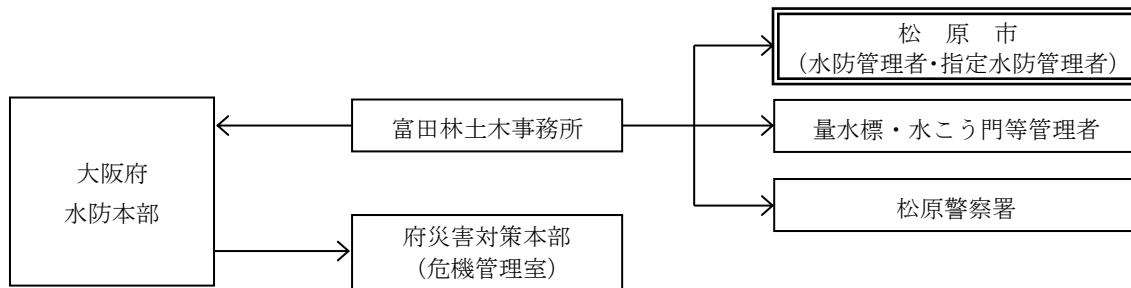 松　原　市
（水防管理者・指定水防管理者）
富田林土木事務所
量水標・水こう門等管理者
大阪府
水防本部
松原警察署
府災害対策本部
（危機管理室）